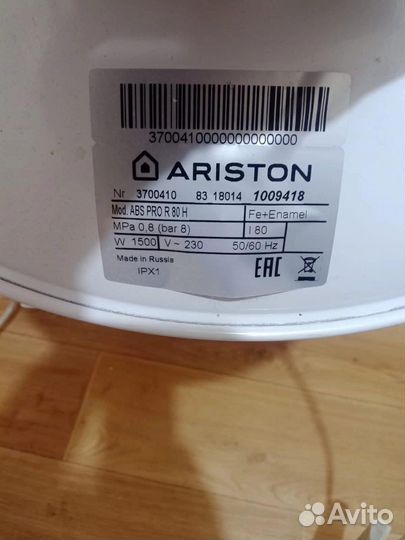 3700410000000000000
ARISTON
Nr 3700410 83 18014 1009418
Mod. ABS PRO R 80 H Fe+Enamel
MPa 0,8 (bar 8) l 80
W 1500 V~ 230 50/60 Hz
Made in Russia
IPX1
EAC
Avito